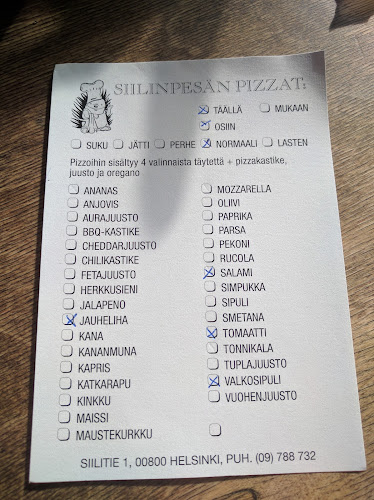 SIILINPESÄN PIZZAT:
TÄÄLLÄ MUKAAN
OSIIN
SUKU JÄTTI PERHE NORMAALI LASTEN
Pizzoihin sisältyy 4 valinnaista täytettä + pizzakastike,
juusto ja oregano
ANANAS
ANJOVIS
AURAJUUSTO
BBQ-KASTIKE
CHEDDARJUUSTO
CHILIKASTIKE
FETAJUUSTO
HERKKUSIENI
JALAPENO
JAUHELIHA
KANA
KANANMUNA
KAPRIS
KATKARAPU
KINKKU
MAISSI
MAUSTEKURKKU
MOZZARELLA
OLIIVI
PAPRIKA
PARSA
PEKONI
RUCOLA
SALAMI
SIMPUKKA
SIPULI
SMETANA
TOMAATTI
TONNIKALA
TUPLAJUUSTO
VALKOSIPULI
VUOHENJUUSTO
SIILITIE 1, 00800 HELSINKI, PUH. (09) 788 732